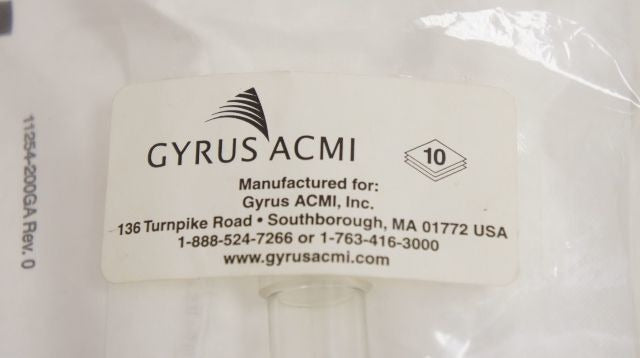 GYRUS ACMI
10
Manufactured for:
Gyrus ACMI, Inc.
136 Turnpike Road • Southborough, MA 01772 USA
1-888-524-7266 or 1-763-416-3000
www.gyrusacmi.com
11254-200GA Rev. 0